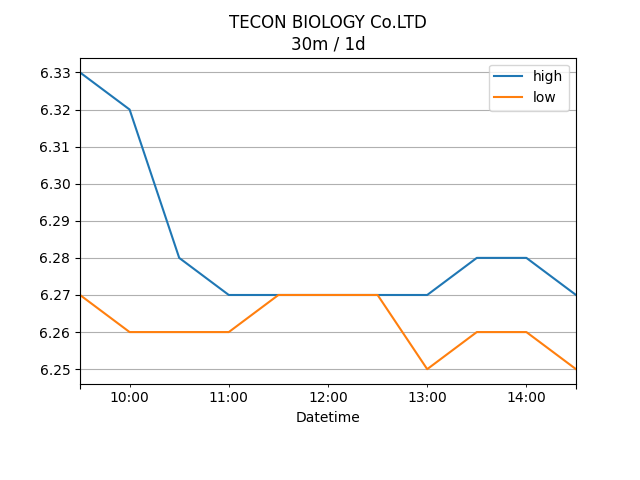 TECON BIOLOGY Co.LTD
30m / 1d
high
low
6.33
6.32
6.31
6.30
6.29
6.28
6.27
6.26
6.25
10:00 11:00 12:00 13:00 14:00
Datetime